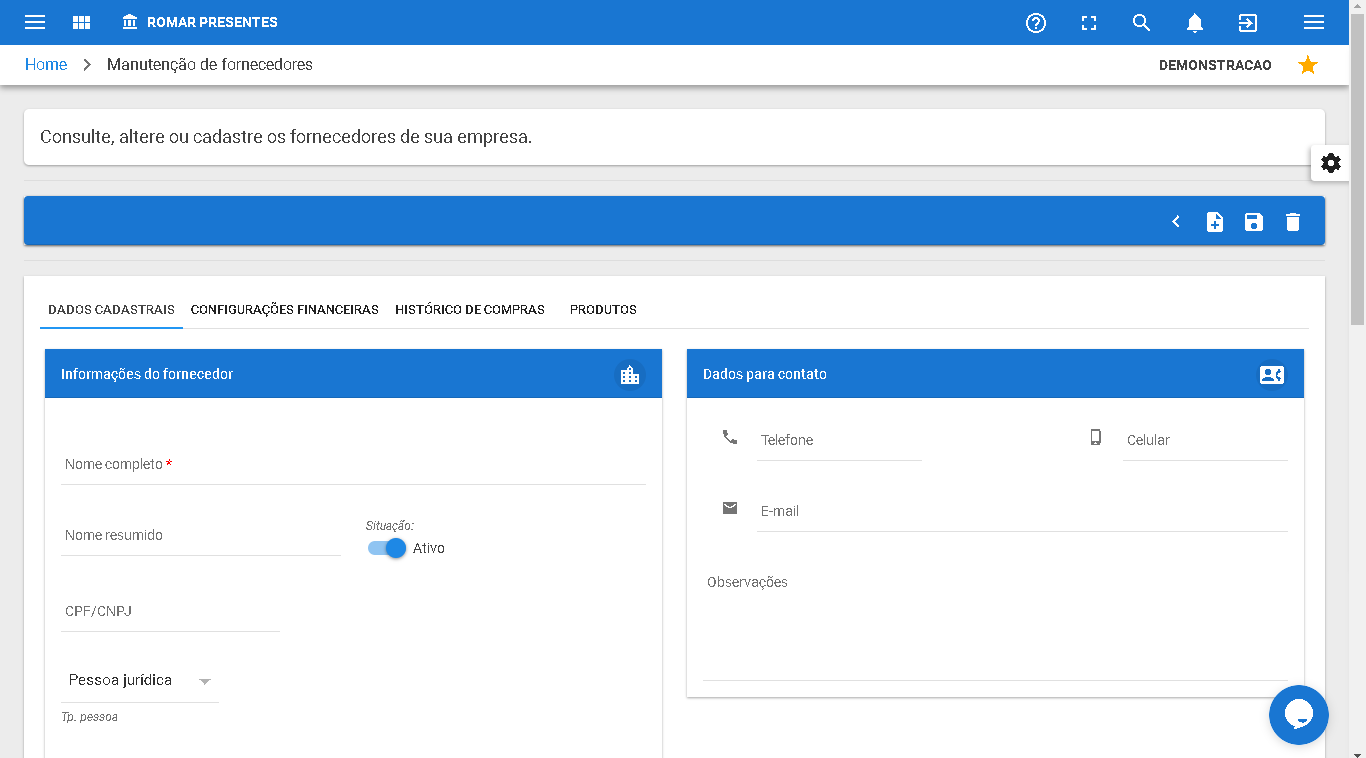 ROMAR PRESENTES
Home
Manutenção de fornecedores
DEMONSTRACAO
Consulte, altere ou cadastre os fornecedores de sua empresa.
DADOS CADASTRAIS
CONFIGURAÇÕES FINANCEIRAS
HISTÓRICO DE COMPRAS
PRODUTOS
Informações do fornecedor
Nome completo *
Nome resumido
Situação:
Ativo
CPF/CNPJ
Pessoa jurídica
Tp. pessoa
Dados para contato
Telefone
Celular
E-mail
Observações